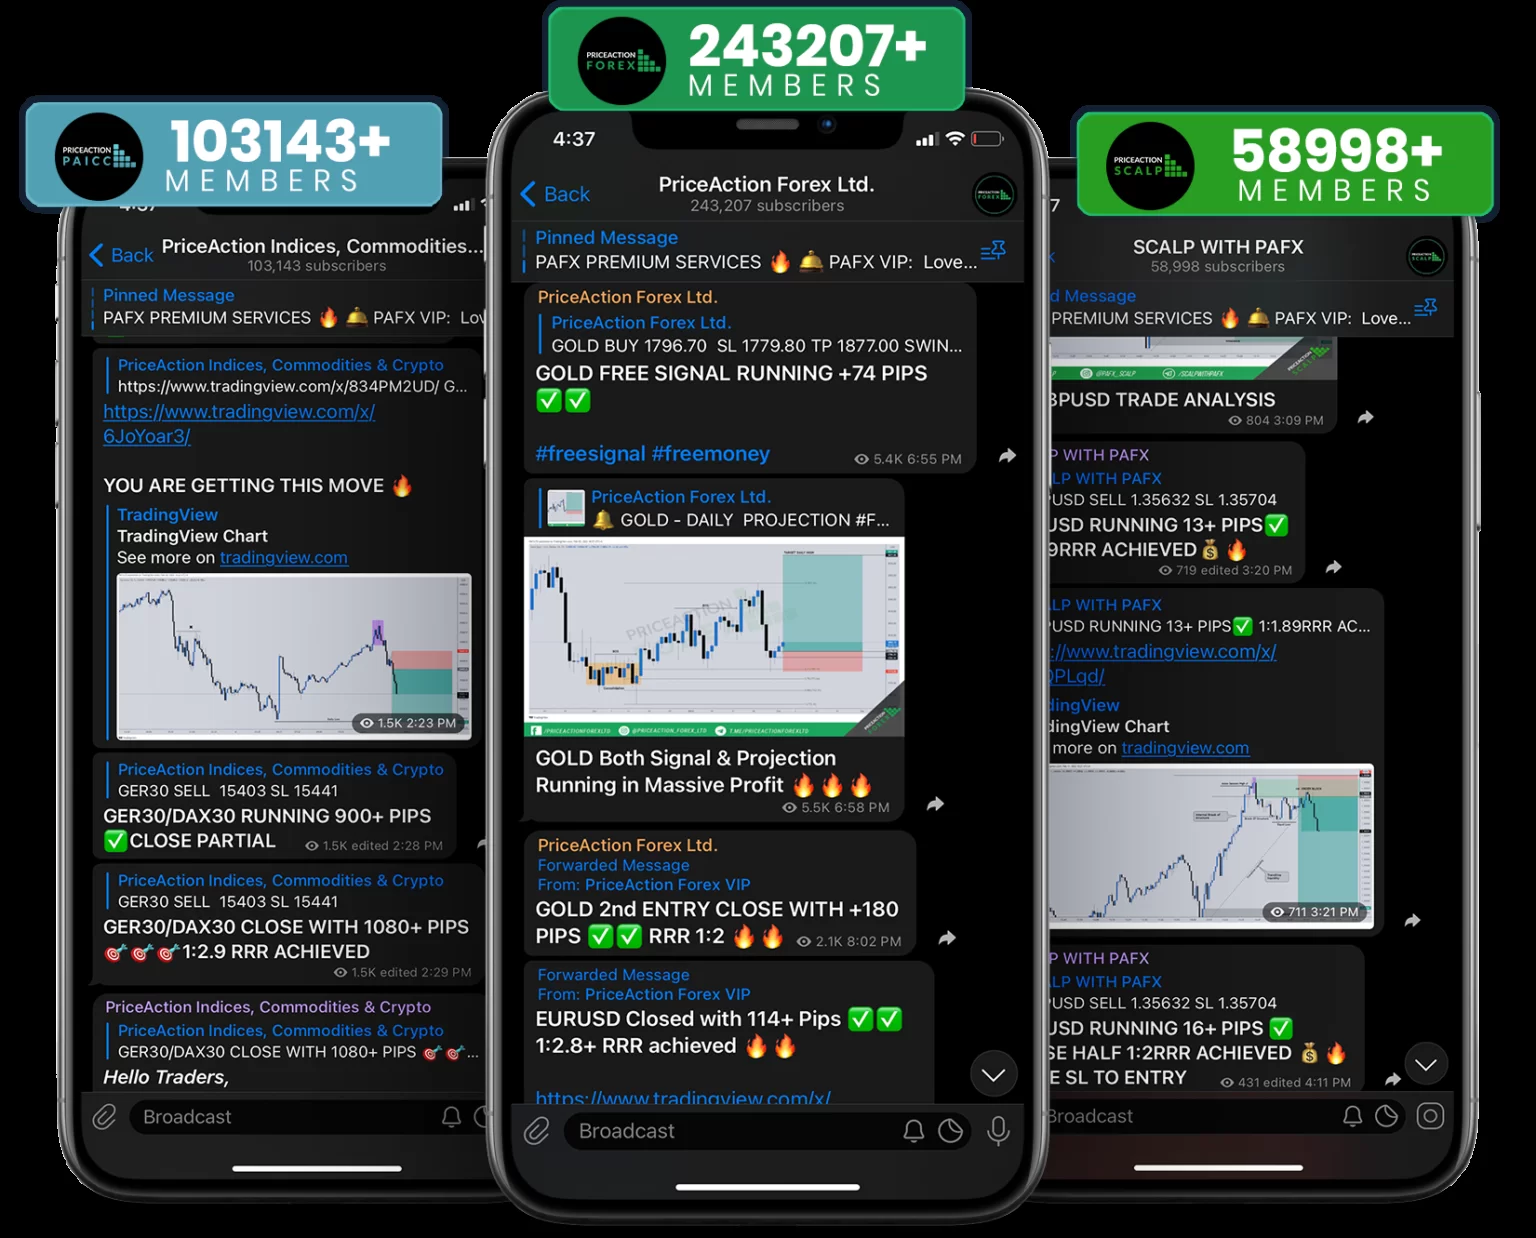 PRICEACTION
PAICC
103143+
MEMBERS
Back
PriceAction Indices, Commodities...
103,143 subscribers
Pinned Message
PAFX PREMIUM SERVICES 🔥 🛎️ PAFX VIP: Lov
PriceAction Indices, Commodities & Crypto
https://www.tradingview.com/x/834PM2UD/ G...
https://www.tradingview.com/x/
6JoYoar3/
YOU ARE GETTING THIS MOVE 🔥
TradingView
TradingView Chart
See more on tradingview.com
1.5K 2:23 PM
PriceAction Indices, Commodities & Crypto
GER30 SELL 15403 SL 15441
GER30/DAX30 RUNNING 900+ PIPS
✅CLOSE PARTIAL
1.5K edited 2:28 PM
PriceAction Indices, Commodities & Crypto
GER30 SELL 15403 SL 15441
GER30/DAX30 CLOSE WITH 1080+ PIPS
🎯🎯🎯1:2.9 RRR ACHIEVED
1.5K edited 2:29 PM
PriceAction Indices, Commodities & Crypto
PriceAction Indices, Commodities & Crypto
GER30/DAX30 CLOSE WITH 1080+ PIPS 🎯🎯...
Hello Traders,
Broadcast
PRICEACTION
FOREX
243207+
MEMBERS
4:37
Back
PriceAction Forex Ltd.
243,207 subscribers
Pinned Message
PAFX PREMIUM SERVICES 🔥 🛎️ PAFX VIP: Love...
PriceAction Forex Ltd.
PriceAction Forex Ltd.
GOLD BUY 1796.70 SL 1779.80 TP 1877.00 SWIN...
GOLD FREE SIGNAL RUNNING +74 PIPS
✅✅
#freesignal #freemoney
5.4K 6:55 PM
PriceAction Forex Ltd.
🔔 GOLD - DAILY PROJECTION #F...
PRICEACTION
/PRICEACTIONFOREXLTD @PRICEACTION_FOREX_LTD T.ME/PRICEACTIONFOREXLTD
GOLD Both Signal & Projection
Running in Massive Profit 🔥🔥🔥
5.5K 6:58 PM
PriceAction Forex Ltd.
Forwarded Message
From: PriceAction Forex VIP
GOLD 2nd ENTRY CLOSE WITH +180
PIPS ✅✅ RRR 1:2 🔥🔥
2.1K 8:02 PM
Forwarded Message
From: PriceAction Forex VIP
EURUSD Closed with 114+ Pips ✅✅
1:2.8+ RRR achieved 🔥🔥
https://www.tradingview.com/x/
Broadcast
PRICEACTION
SCALP
58998+
MEMBERS
SCALP WITH PAFX
58,998 subscribers
d Message
PREMIUM SERVICES 🔥 🛎️ PAFX VIP: Love...
@PAFX_SCALP /SCALPWITHPAFX
BPUSD TRADE ANALYSIS
804 3:09 PM
P WITH PAFX
LP WITH PAFX
USD SELL 1.35632 SL 1.35704
USD RUNNING 13+ PIPS✅
9RRR ACHIEVED💰🔥
719 edited 3:20 PM
LP WITH PAFX
PUSD RUNNING 13+ PIPS✅ 1:1.89RRR AC...
://www.tradingview.com/x/
QPLgd/
dingView
dingView Chart
more on tradingview.com
711 3:21 PM
P WITH PAFX
LP WITH PAFX
PUSD SELL 1.35632 SL 1.35704
USD RUNNING 16+ PIPS ✅
SE HALF 1:2RRR ACHIEVED 💰🔥
E SL TO ENTRY
431 edited 4:11 PM
Broadcast